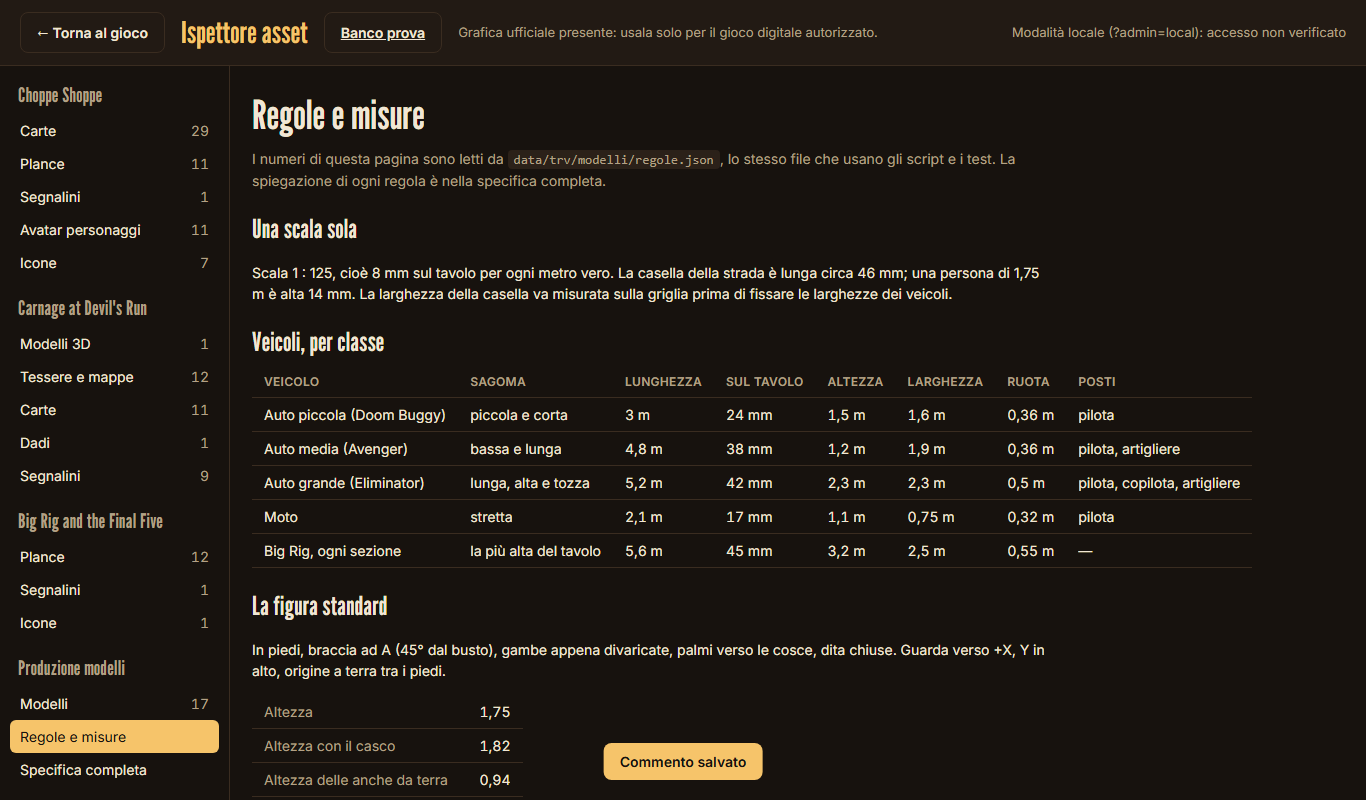 ← Torna al gioco
Ispettore asset
Banco prova
Grafica ufficiale presente: usala solo per il gioco digitale autorizzato.
Modalità locale (?admin=local): accesso non verificato
Choppe Shoppe
Carte 29
Plance 11
Segnalini 1
Avatar personaggi 11
Icone 7
Carnage at Devil's Run
Modelli 3D 1
Tessere e mappe 12
Carte 11
Dadi 1
Segnalini 9
Big Rig and the Final Five
Plance 12
Segnalini 1
Icone 1
Produzione modelli
Modelli 17
Regole e misure
Specifica completa
Regole e misure
I numeri di questa pagina sono letti da data/trv/modelli/regole.json, lo stesso file che usano gli script e i test. La
spiegazione di ogni regola è nella specifica completa.
Una scala sola
Scala 1 : 125, cioè 8 mm sul tavolo per ogni metro vero. La casella della strada è lunga circa 46 mm; una persona di 1,75
m è alta 14 mm. La larghezza della casella va misurata sulla griglia prima di fissare le larghezze dei veicoli.
Veicoli, per classe
VEICOLO SAGOMA LUNGHEZZA SUL TAVOLO ALTEZZA LARGHEZZA RUOTA POSTI
Auto piccola (Doom Buggy) piccola e corta 3 m 24 mm 1,5 m 1,6 m 0,36 m pilota
Auto media (Avenger) bassa e lunga 4,8 m 38 mm 1,2 m 1,9 m 0,36 m pilota, artigliere
Auto grande (Eliminator) lunga, alta e tozza 5,2 m 42 mm 2,3 m 2,3 m 0,5 m pilota, copilota, artigliere
Moto stretta 2,1 m 17 mm 1,1 m 0,75 m 0,32 m pilota
Big Rig, ogni sezione la più alta del tavolo 5,6 m 45 mm 3,2 m 2,5 m 0,55 m —
La figura standard
In piedi, braccia ad A (45° dal busto), gambe appena divaricate, palmi verso le cosce, dita chiuse. Guarda verso +X, Y in
alto, origine a terra tra i piedi.
Altezza 1,75
Altezza con il casco 1,82
Altezza delle anche da terra 0,94
Commento salvato